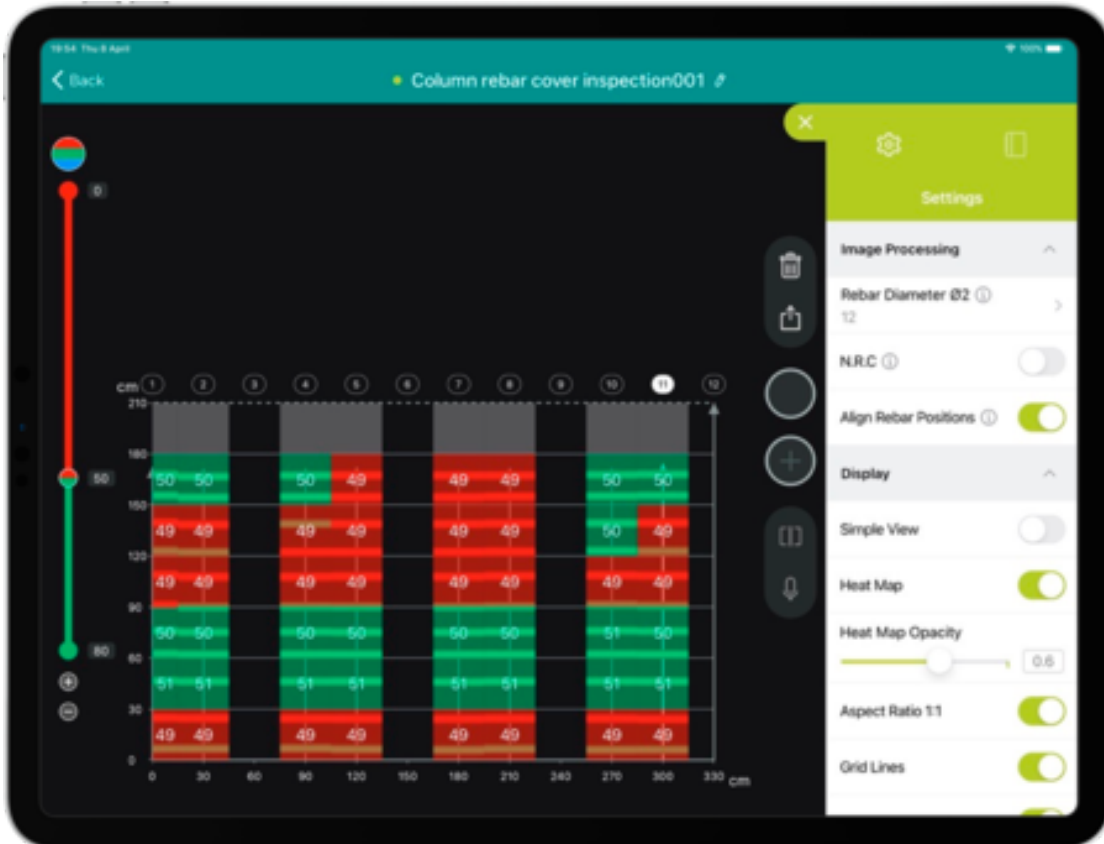 19:54 Thu 8 April
100%
Back
Column rebar cover inspection001
Settings
Image Processing
Rebar Diameter Ø2
12
N.R.C
Align Rebar Positions
Display
Simple View
Heat Map
Heat Map Opacity
0.6
Aspect Ratio 1:1
Grid Lines
0
50
80
cm 1 2 3 4 5 6 7 8 9 10 11 12
210
180
50 50 50 49 49 49 50 50
150
49 49 49 49 49 49 50 49
120
49 49 49 49 49 49 49 49
90
50 50 50 50 50 50 51 50
60
51 51 51 51 51 51 51 51
30
49 49 49 49 49 49 49 49
0
0 30 60 90 120 150 180 210 240 270 300 330 cm